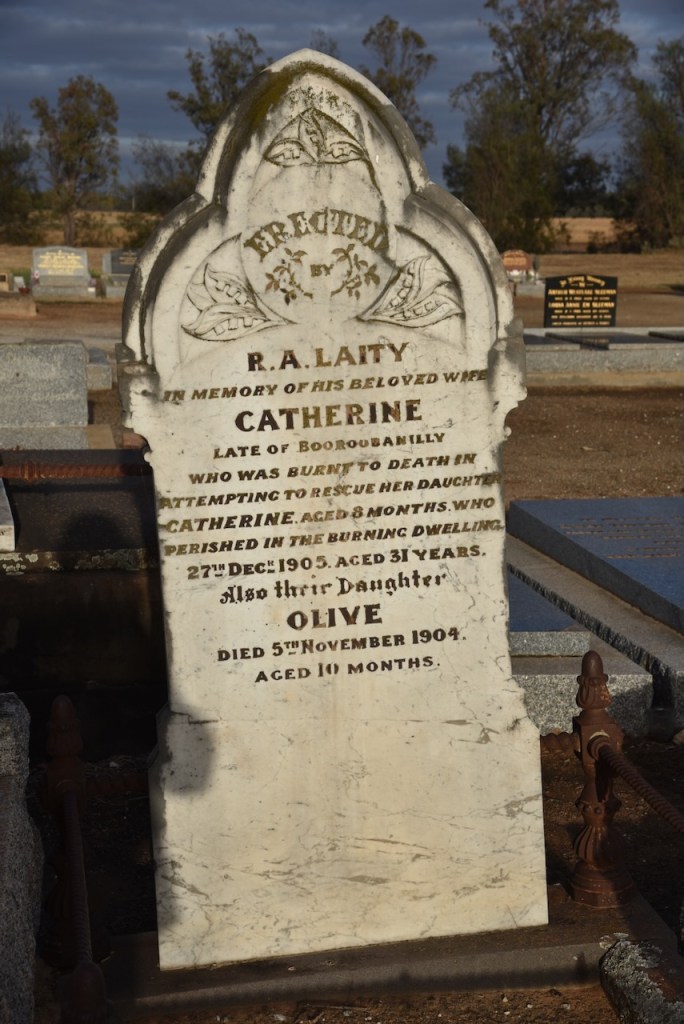 ERECTED
BY
R.A. LAITY
IN MEMORY OF HIS BELOVED WIFE
CATHERINE
LATE OF BOOROUBANILLY
WHO WAS BURNT TO DEATH IN
ATTEMPTING TO RESCUE HER DAUGHTER
CATHERINE. AGED 8 MONTHS. WHO
PERISHED IN THE BURNING DWELLING.
27TH DECR 1905. AGED 31 YEARS.
Also their Daughter
OLIVE
DIED 5TH NOVEMBER 1904.
AGED 10 MONTHS.